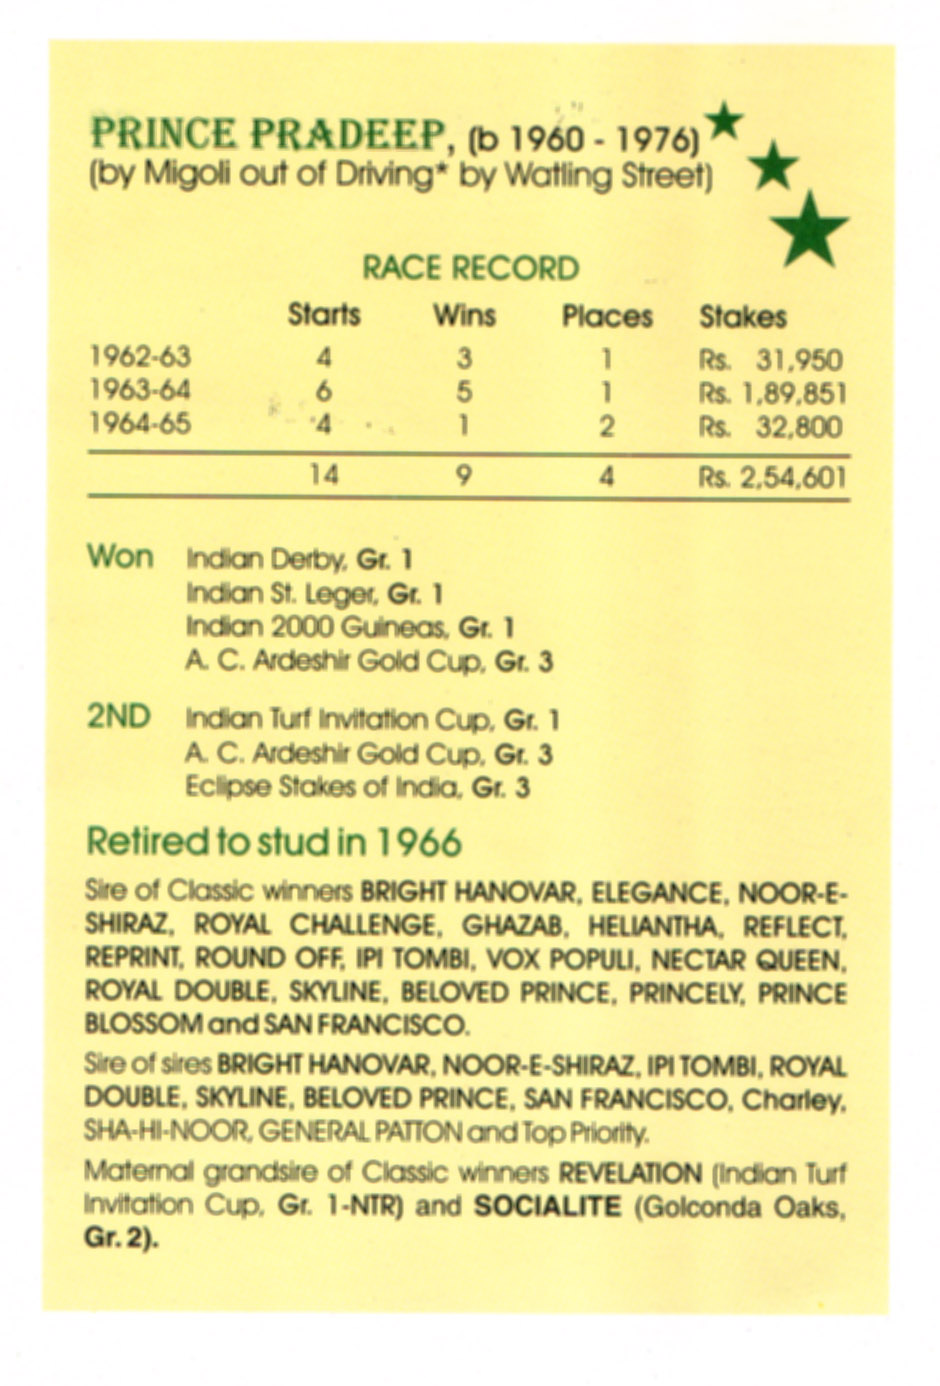 PRINCE PRADEEP, (b 1960 - 1976)
(by Migoli out of Driving* by Watling Street)
RACE RECORD
Starts Wins Places Stakes
1962-63 4 3 1 Rs. 31,950
1963-64 6 5 1 Rs. 1,89,851
1964-65 4 1 2 Rs. 32,800
14 9 4 Rs. 2,54,601
Won Indian Derby, Gr. 1
Indian St. Leger, Gr. 1
Indian 2000 Guineas, Gr. 1
A. C. Ardeshir Gold Cup, Gr. 3
2ND Indian Turf Invitation Cup, Gr. 1
A. C. Ardeshir Gold Cup, Gr. 3
Eclipse Stakes of India, Gr. 3
Retired to stud in 1966
Sire of Classic winners BRIGHT HANOVAR, ELEGANCE, NOOR-E-
SHIRAZ, ROYAL CHALLENGE, GHAZAB, HELIANTHA, REFLECT,
REPRINT, ROUND OFF, IPI TOMBI, VOX POPULI, NECTAR QUEEN,
ROYAL DOUBLE, SKYLINE, BELOVED PRINCE, PRINCELY, PRINCE
BLOSSOM and SAN FRANCISCO.
Sire of sires BRIGHT HANOVAR, NOOR-E-SHIRAZ, IPI TOMBI, ROYAL
DOUBLE, SKYLINE, BELOVED PRINCE, SAN FRANCISCO, Charley,
SHA-HI-NOOR, GENERAL PATTON and Top Priority.
Maternal grandsire of Classic winners REVELATION (Indian Turf
Invitation Cup, Gr. 1-NTR) and SOCIALITE (Golconda Oaks,
Gr. 2).